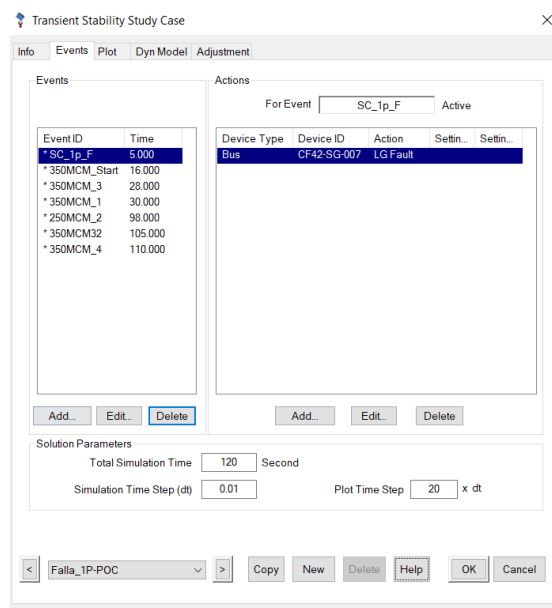 Transient Stability Study Case
Info Events Plot Dyn Model Adjustment
Events
Event ID Time
* SC_1p_F 5.000
* 350MCM_Start 16.000
* 350MCM_3 28.000
* 350MCM_1 30.000
* 250MCM_2 98.000
* 350MCM32 105.000
* 350MCM_4 110.000
Add... Edit... Delete
Actions
For Event SC_1p_F Active
Device Type Device ID Action Settin... Settin...
Bus CF42-SG-007 LG Fault
Add... Edit... Delete
Solution Parameters
Total Simulation Time 120 Second
Simulation Time Step (dt) 0.01 Plot Time Step 20 x dt
< Falla_1P-POC > Copy New Delete Help OK Cancel